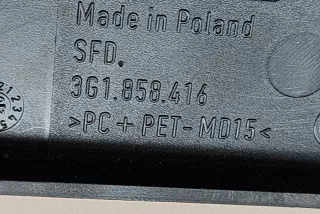 Made in Poland
SFD.
3G1.858.416
>PC+PET-MD15<